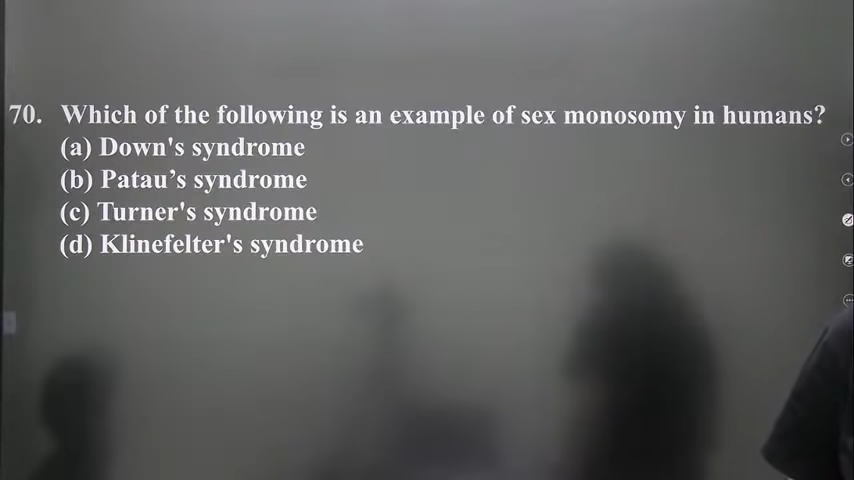 70. Which of the following is an example of sex monosomy in humans?
(a) Down's syndrome
(b) Patau’s syndrome
(c) Turner's syndrome
(d) Klinefelter's syndrome